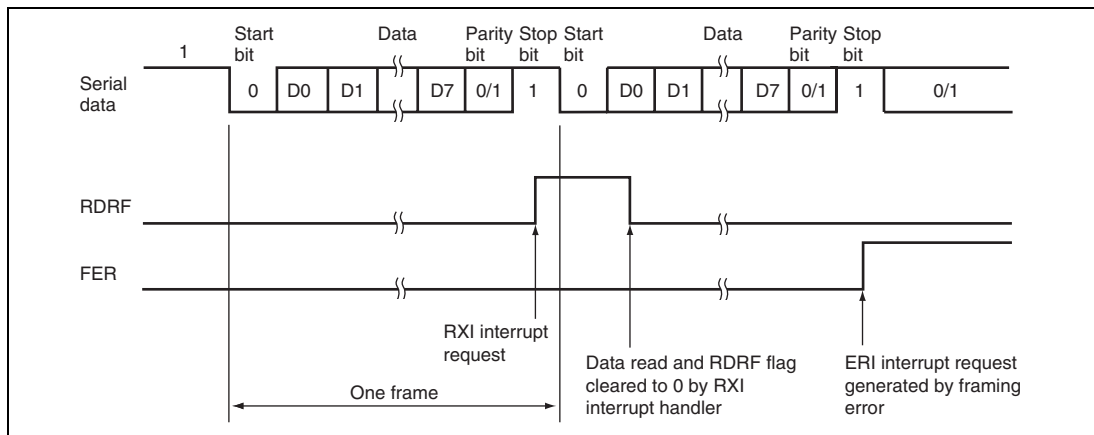 Start bit
Data
Parity bit
Stop bit
Start bit
Data
Parity bit
Stop bit
1
Serial data
0 D0 D1 D7 0/1 1 0 D0 D1 D7 0/1 1 0/1
RDRF
FER
RXI interrupt
request
Data read and RDRF flag
cleared to 0 by RXI
interrupt handler
ERI interrupt request
generated by framing
error
One frame